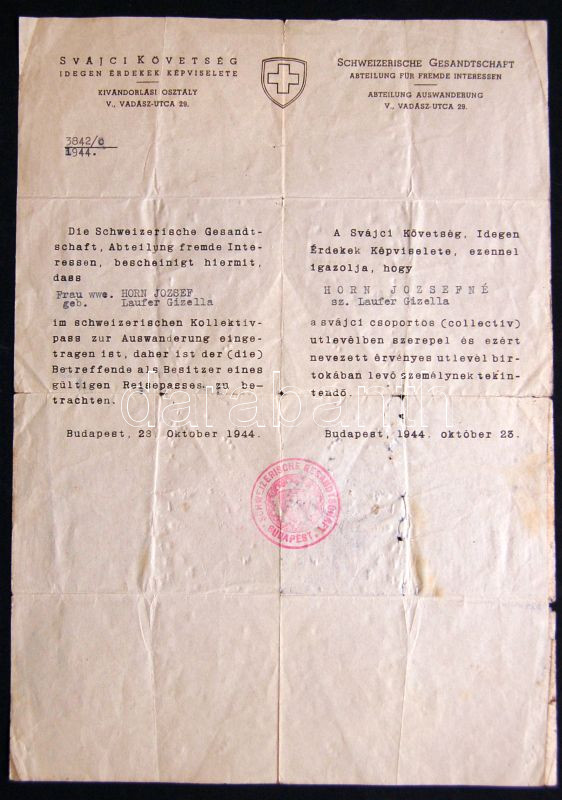 SVÁJCI KÖVETSÉG
IDEGEN ÉRDEKEK KÉPVISELETE
KIVÁNDORLÁSI OSZTÁLY
V., VADÁSZ-UTCA 29.
SCHWEIZERISCHE GESANDTSCHAFT
ABTEILUNG FÜR FREMDE INTERESSEN
ABTEILUNG AUSWANDERUNG
V., VADÁSZ-UTCA 29.
3842/c
1944.
Die Schweizerische Gesandt-
schaft, Abteilung fremde Inte-
ressen, bescheinigt hiermit,
dass
Frau wwe. HORN JOZSEF
geb. Laufer Gizella
im schweizerischen Kollektiv-
pass zur Auswanderung einge-
tragen ist, daher ist der (die)
Betreffende als Besitzer eines
gültigen Reisepasses zu be-
trachten.
Budapest, 23. Oktober 1944.
A Svájci Követség, Idegen
Érdekek Képviselete, ezennel
igazolja, hogy
HORN JOZSEFNÉ
sz. Laufer Gizella
a svájci csoportos (collectiv)
utlevélben szerepel és ezért
nevezett érvényes utlevél bir-
tokában levő személynek tekin-
tendő.
Budapest, 1944. október 23.
SCHWEIZERISCHE GESANDTSCHAFT
BUDAPEST.
darabanth